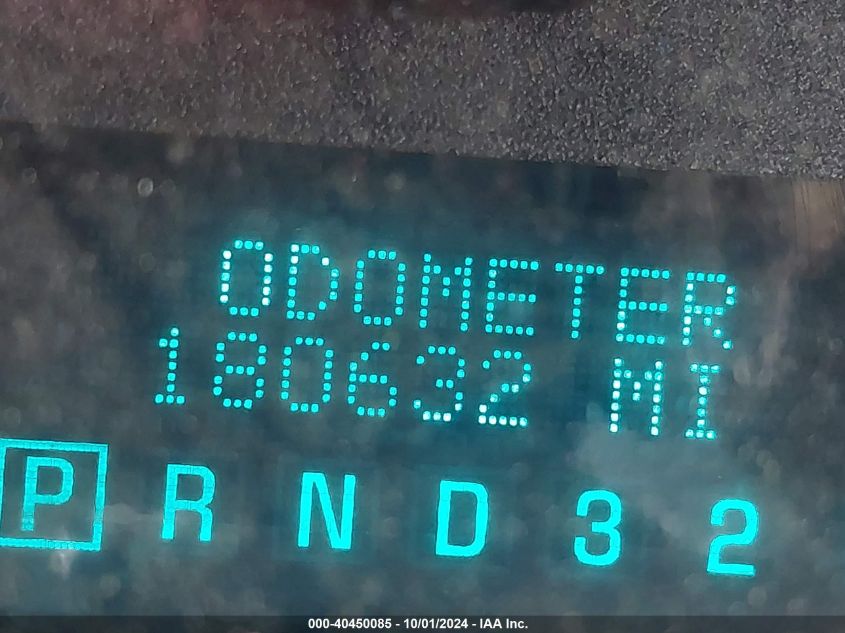 ODOMETER
180632 MI
P R N D 3 2
000-40450085 - 10/01/2024 - IAA Inc.